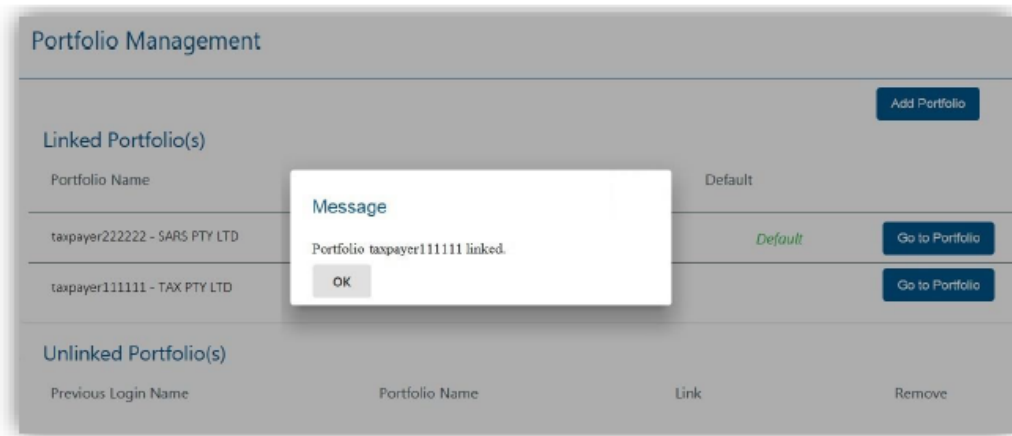 Portfolio Management
Add Portfolio
Linked Portfolio(s)
Portfolio Name Default
taxpayer222222 - SARS PTY LTD Default Go to Portfolio
taxpayer111111 - TAX PTY LTD Go to Portfolio
Message
Portfolio taxpayer111111 linked.
OK
Unlinked Portfolio(s)
Previous Login Name Portfolio Name Link Remove